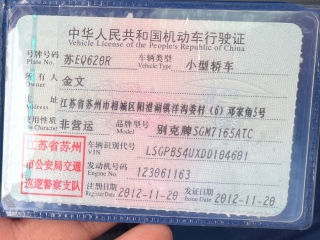 中华人民共和国机动车行驶证
Vehicle License of the People's Republic of China
号牌号码 苏EQ620R 车辆类型 小型轿车
Plate No. Vehicle Type
所有人 金文
Owner
址 江苏省苏州市相城区阳澄湖镇洋沟娄村(6)邓家角5号
使用性质 非营运 品牌型号 别克牌SGM7165ATC
Use Character Model
江苏省苏州
市公安局交通
巡逻警察支队
车辆识别代号 LSGPB54UXDD104601
VIN
发动机号码 123061163
Engine No.
注册日期 2012-11-20 发证日期 2012-11-20
Register Date Issue Date